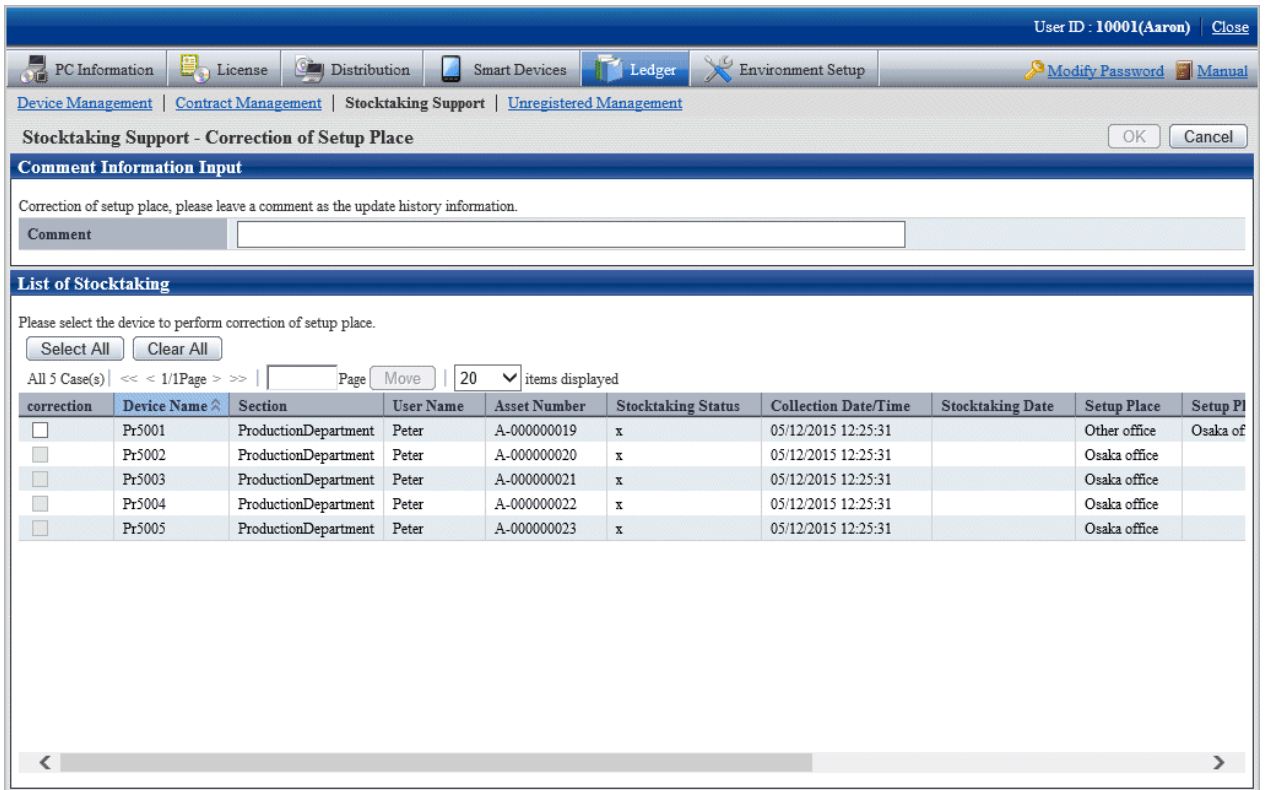 User ID : 10001(Aaron) Close
PC Information License Distribution Smart Devices Ledger Environment Setup Modify Password Manual
Device Management | Contract Management | Stocktaking Support | Unregistered Management
Stocktaking Support - Correction of Setup Place OK Cancel
Comment Information Input
Correction of setup place, please leave a comment as the update history information.
Comment
List of Stocktaking
Please select the device to perform correction of setup place.
Select All Clear All
All 5 Case(s) | << < 1/1Page > >> | Page Move | 20 items displayed
correction Device Name Section User Name Asset Number Stocktaking Status Collection Date/Time Stocktaking Date Setup Place Setup Pl
Pr5001 ProductionDepartment Peter A-000000019 x 05/12/2015 12:25:31 Other office Osaka of
Pr5002 ProductionDepartment Peter A-000000020 x 05/12/2015 12:25:31 Osaka office
Pr5003 ProductionDepartment Peter A-000000021 x 05/12/2015 12:25:31 Osaka office
Pr5004 ProductionDepartment Peter A-000000022 x 05/12/2015 12:25:31 Osaka office
Pr5005 ProductionDepartment Peter A-000000023 x 05/12/2015 12:25:31 Osaka office